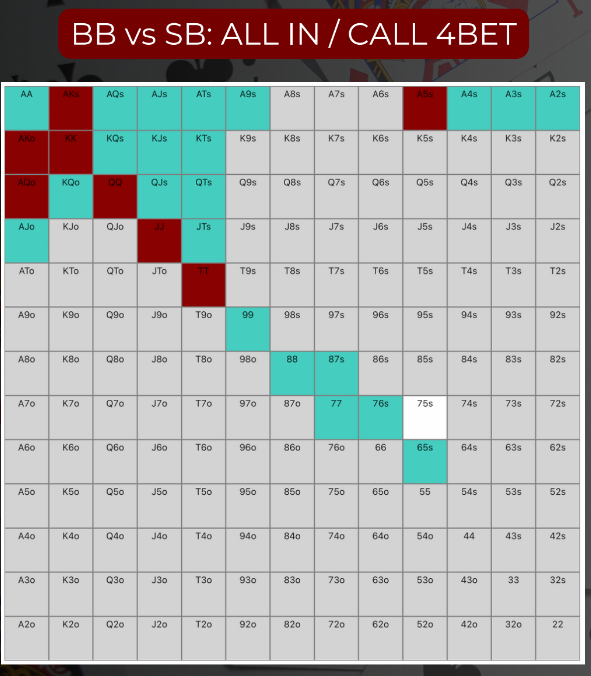 BB vs SB: ALL IN / CALL 4BET
AA AKs AQs AJs ATs A9s A8s A7s A6s A5s A4s A3s A2s
AKo KK KQs KJs KTs K9s K8s K7s K6s K5s K4s K3s K2s
AQo KQo QQ QJs QTs Q9s Q8s Q7s Q6s Q5s Q4s Q3s Q2s
AJo KJo QJo JJ JTs J9s J8s J7s J6s J5s J4s J3s J2s
ATo KTo QTo JTo TT T9s T8s T7s T6s T5s T4s T3s T2s
A9o K9o Q9o J9o T9o 99 98s 97s 96s 95s 94s 93s 92s
A8o K8o Q8o J8o T8o 98o 88 87s 86s 85s 84s 83s 82s
A7o K7o Q7o J7o T7o 97o 87o 77 76s 75s 74s 73s 72s
A6o K6o Q6o J6o T6o 96o 86o 76o 66 65s 64s 63s 62s
A5o K5o Q5o J5o T5o 95o 85o 75o 65o 55 54s 53s 52s
A4o K4o Q4o J4o T4o 94o 84o 74o 64o 54o 44 43s 42s
A3o K3o Q3o J3o T3o 93o 83o 73o 63o 53o 43o 33 32s
A2o K2o Q2o J2o T2o 92o 82o 72o 62o 52o 42o 32o 22